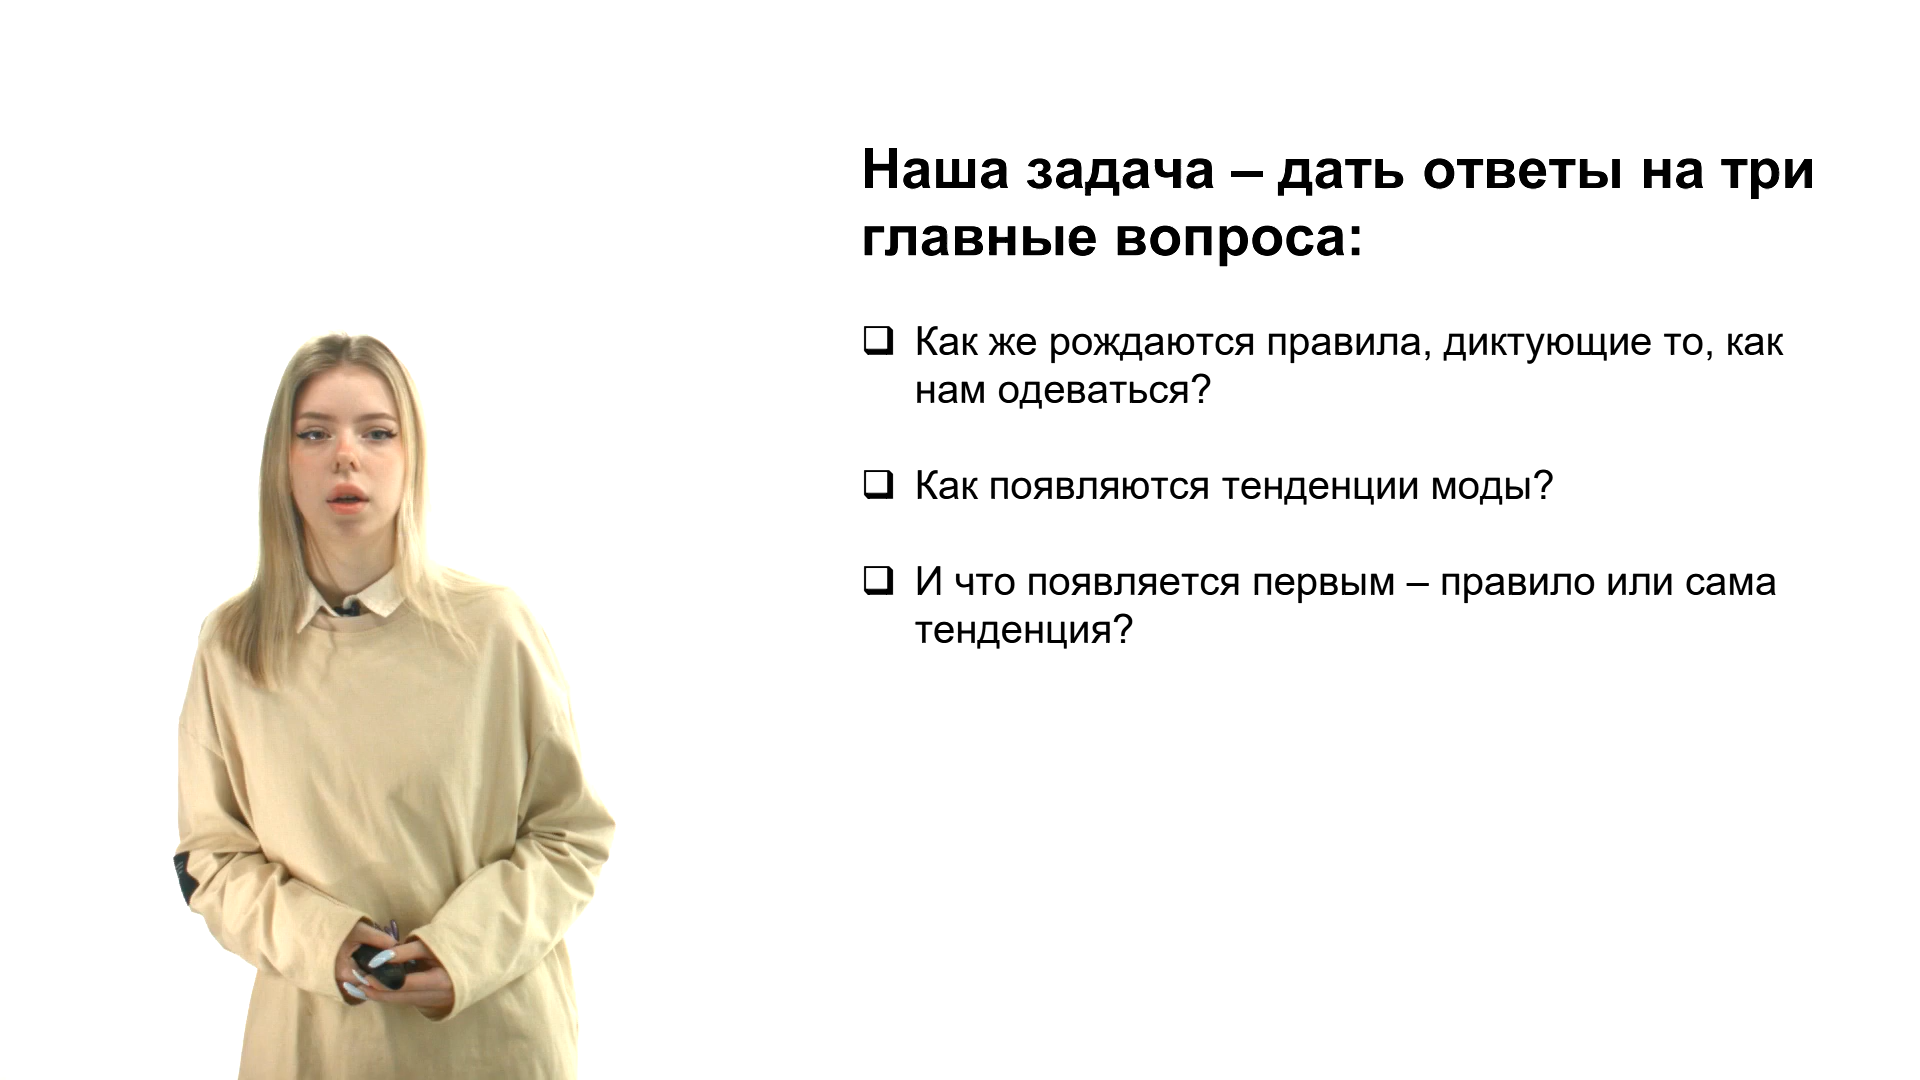 Наша задача – дать ответы на три
главные вопроса:
❑ Как же рождаются правила, диктующие то, как
нам одеваться?
❑ Как появляются тенденции моды?
❑ И что появляется первым – правило или сама
тенденция?